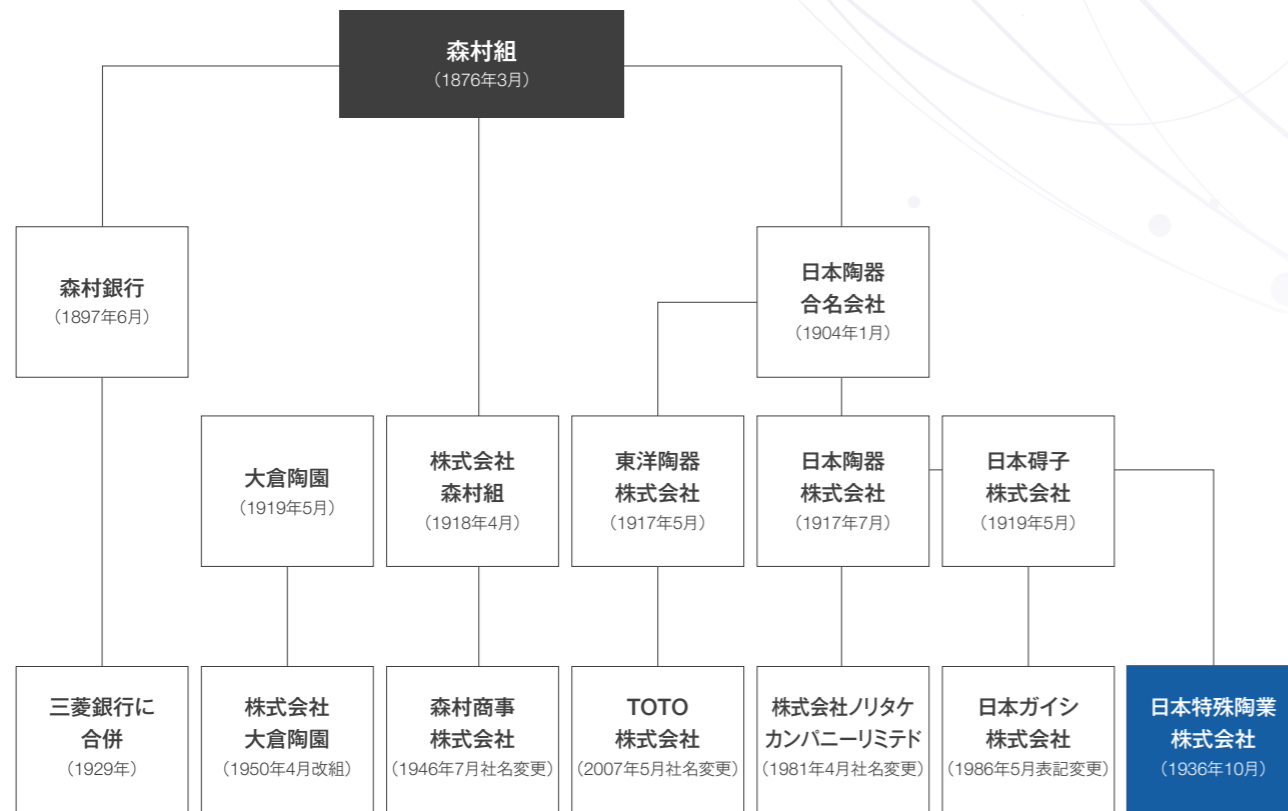 森村組
（1876年3月）
森村銀行
（1897年6月）
日本陶器
合名会社
（1904年1月）
大倉陶園
（1919年5月）
株式会社
森村組
（1918年4月）
東洋陶器
株式会社
（1917年5月）
日本陶器
株式会社
（1917年7月）
日本碍子
株式会社
（1919年5月）
三菱銀行に
合併
（1929年）
株式会社
大倉陶園
（1950年4月改組）
森村商事
株式会社
（1946年7月社名変更）
TOTO
株式会社
（2007年5月社名変更）
株式会社ノリタケ
カンパニーリミテド
（1981年4月社名変更）
日本ガイシ
株式会社
（1986年5月表記変更）
日本特殊陶業
株式会社
（1936年10月）